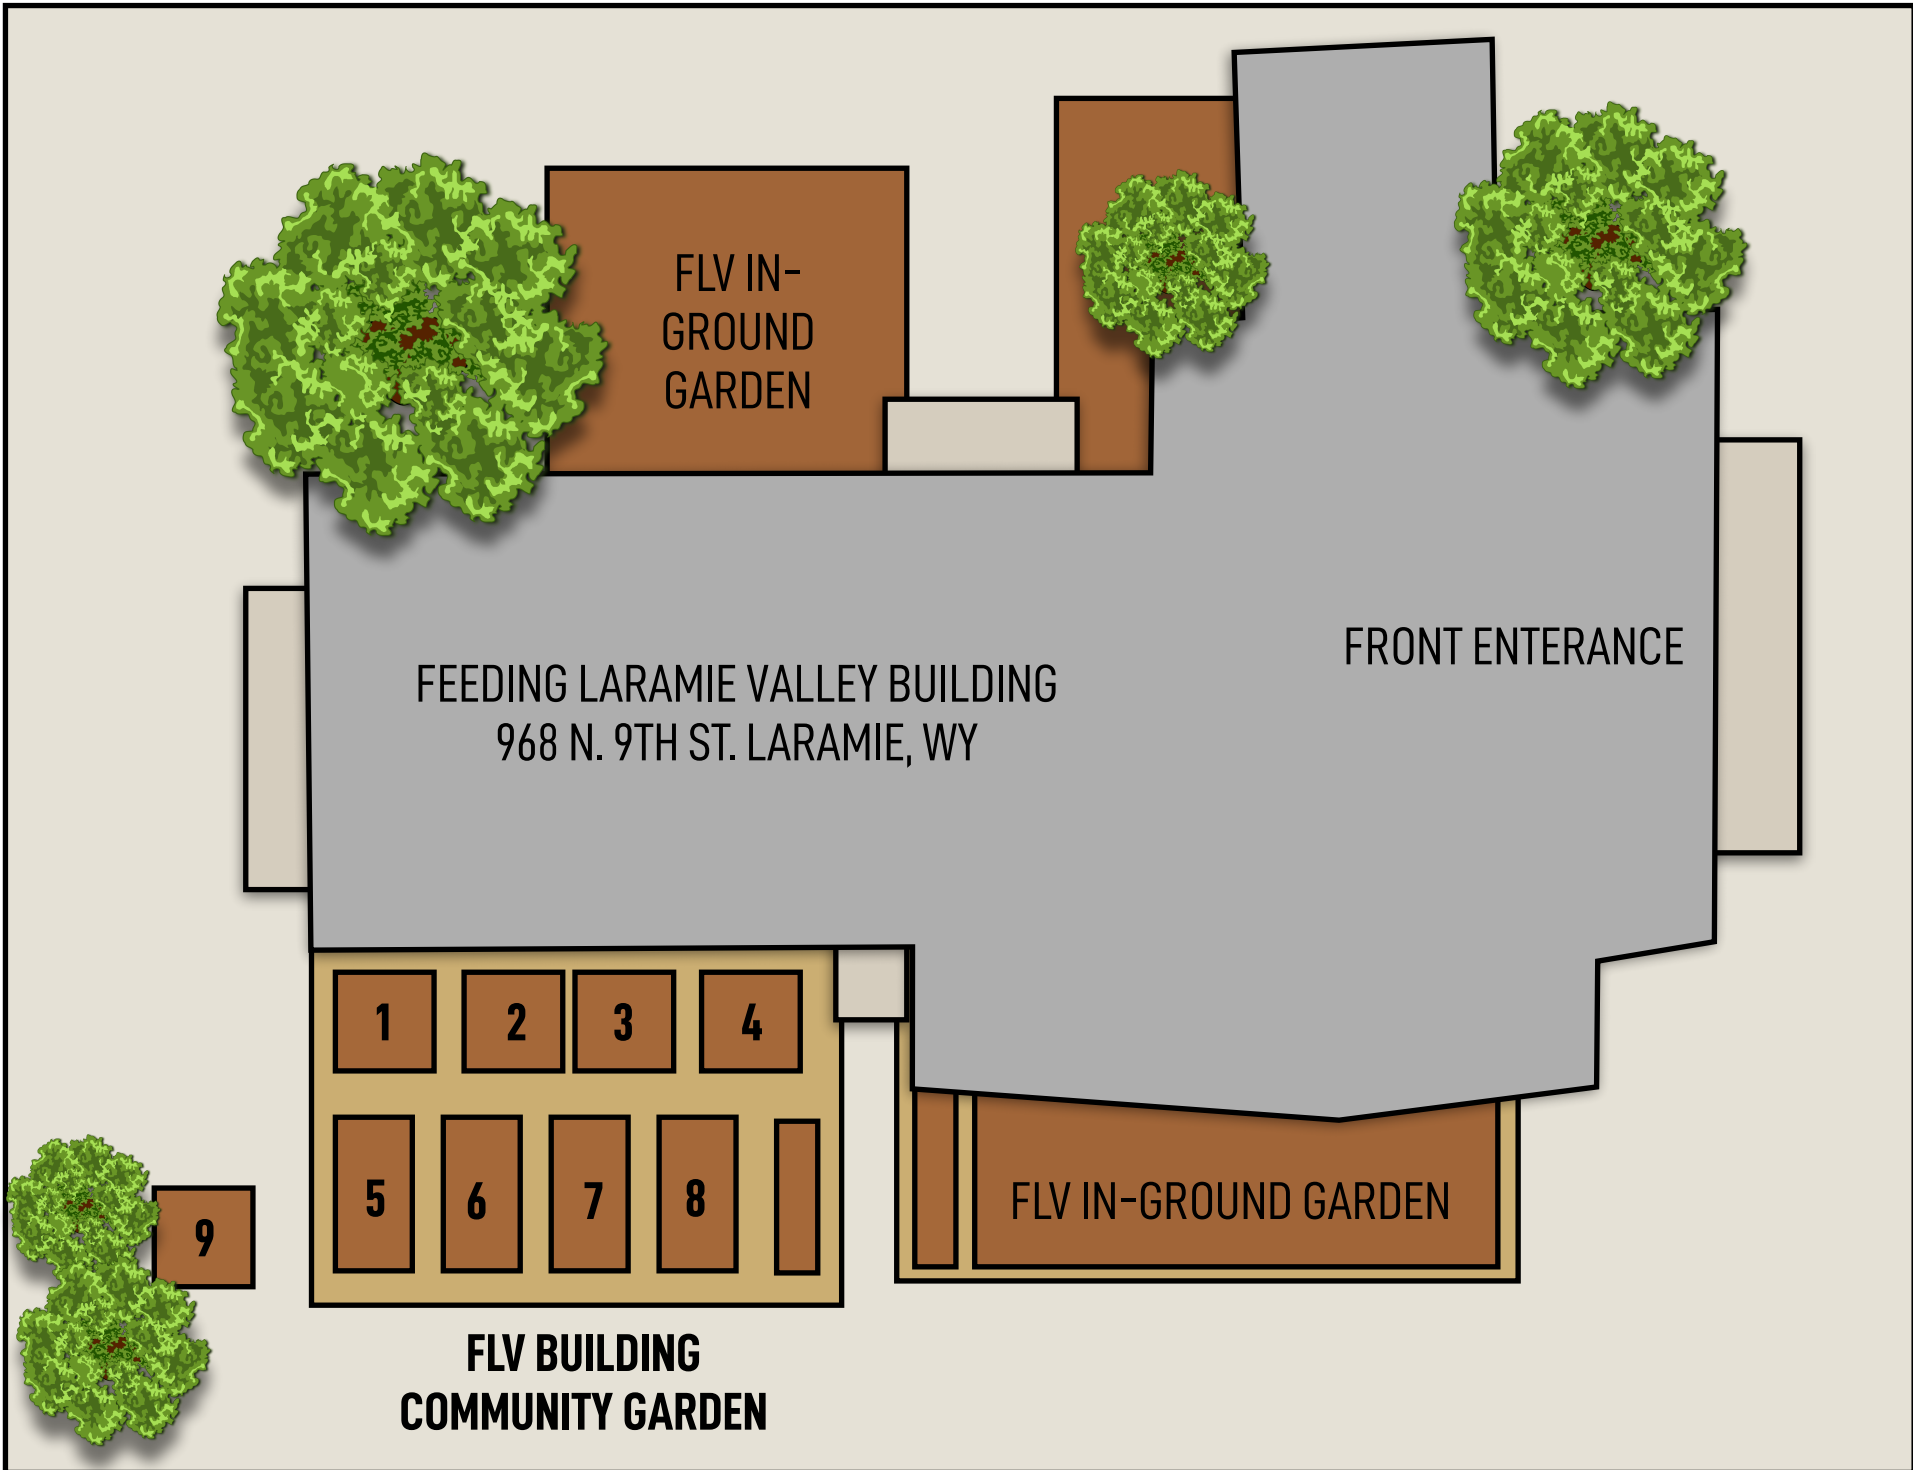 FLV IN-
GROUND
GARDEN
FRONT ENTERANCE
FEEDING LARAMIE VALLEY BUILDING
968 N. 9TH ST. LARAMIE, WY
1
2
3
4
5
6
7
8
9
FLV IN-GROUND GARDEN
FLV BUILDING
COMMUNITY GARDEN